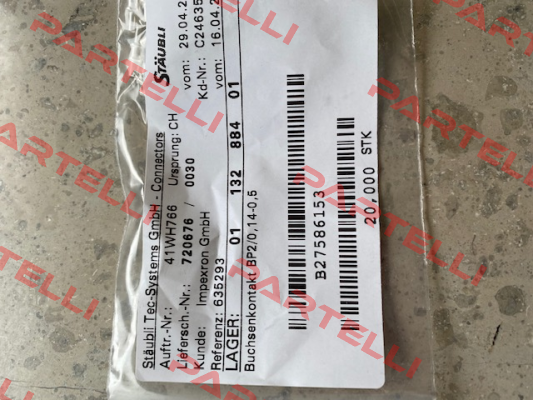 Stäubli Tec-Systems GmbH - Connectors
STÄUBLI
Auftr.-Nr.: 41WH766 Ursprung: CH vom: 29.04.2
Liefersch.-Nr.: 720676 / 0030 Kd-Nr.: C24635
Kunde: Impexron GmbH vom: 16.04.2
Referenz: 635293
LAGER: 01 132 884 01
Buchsenkontakt BP2/0,14-0,5
B27586153
20,000 STK
PARTELLI
PARTELLI
PARTELLI
PARTELLI
PARTELLI
PARTELLI